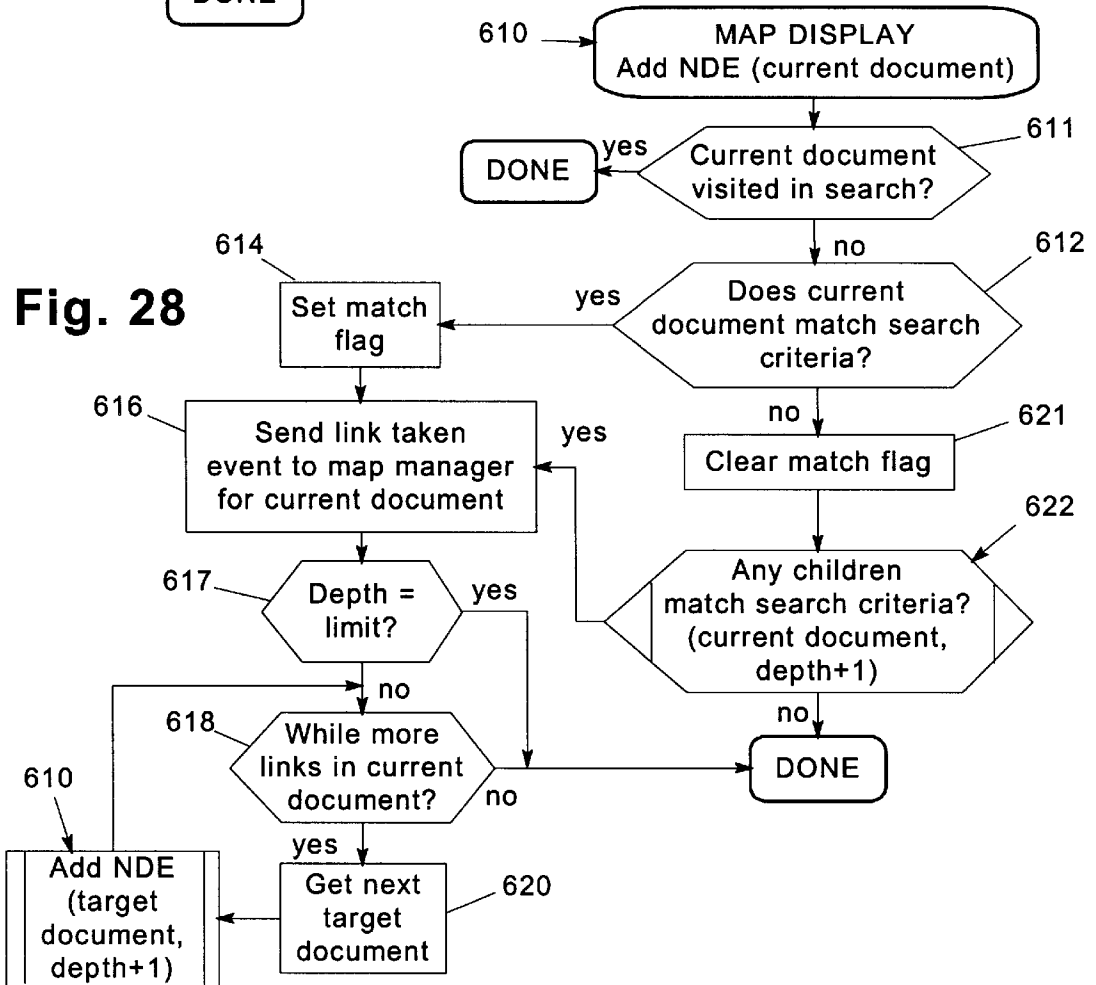 DONE
610
MAP DISPLAY
Add NDE (current document)
611
Current document
visited in search?
yes
DONE
no
612
Does current
document match search
criteria?
yes
614
Set match
flag
Fig. 28
no
621
Clear match flag
616
Send link taken
event to map manager
for current document
yes
622
Any children
match search criteria?
(current document,
depth+1)
no
DONE
617
Depth =
limit?
yes
no
618
While more
links in current
document?
no
yes
620
Get next
target
document
610
Add NDE
(target
document,
depth+1)